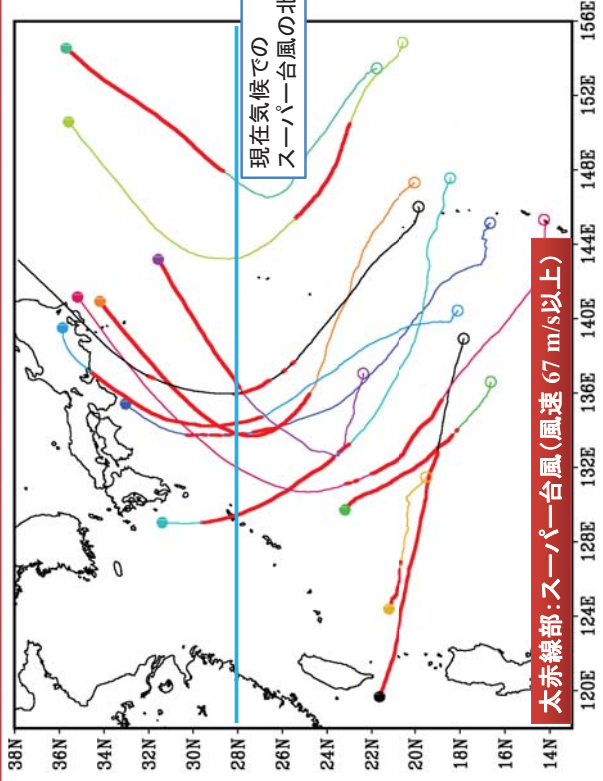 38N
36N
34N
32N
30N
28N
26N
24N
22N
20N
18N
16N
14N
120E
124E
128E
132E
136E
140E
144E
148E
152E
156E
現在気候での
スーパー台風の北
太赤線部:スーパー台風(風速 67 m/s以上)